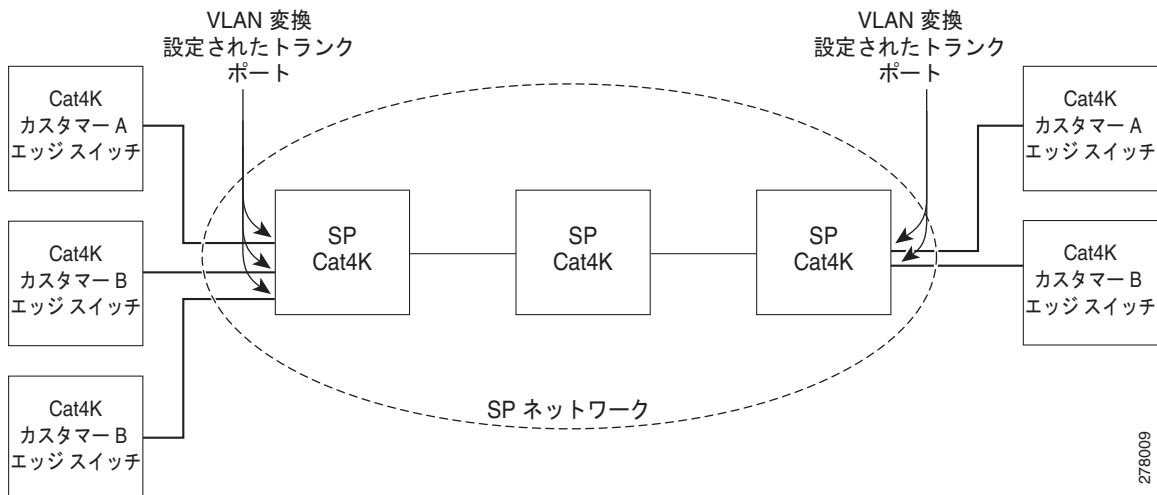 VLAN 変換
設定されたトランク
ポート
VLAN 変換
設定されたトランク
ポート
Cat4K
カスタマー A
エッジ スイッチ
Cat4K
カスタマー B
エッジ スイッチ
Cat4K
カスタマー B
エッジ スイッチ
SP
Cat4K
SP
Cat4K
SP
Cat4K
Cat4K
カスタマー A
エッジ スイッチ
Cat4K
カスタマー B
エッジ スイッチ
SP ネットワーク
278009